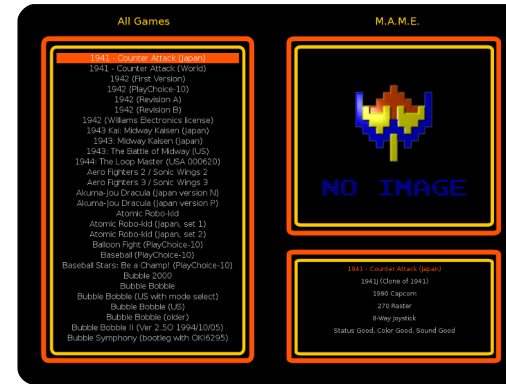 All Games
1941 - Counter Attack (Japan)
1941 - Counter Attack (World)
1942 (First Version)
1942 (PlayChoice-10)
1942 (Revision A)
1942 (Revision B)
1942 (Williams Electronics license)
1943 Kai: Midway Kaisen (Japan)
1943: Midway Kaisen (Japan)
1943: The Battle of Midway (US)
1944: The Loop Master (USA 000620)
Aero Fighters 2 / Sonic Wings 2
Aero Fighters 3 / Sonic Wings 3
Akuma-Jou Dracula (Japan version N)
Akuma-Jou Dracula (Japan version P)
Atomic Robo-kid
Atomic Robo-kid (Japan, set 1)
Atomic Robo-kid (Japan, set 2)
Balloon Fight (PlayChoice-10)
Baseball (PlayChoice-10)
Baseball Stars: Be a Champ! (PlayChoice-10)
Bubble 2000
Bubble Bobble
Bubble Bobble (US with mode select)
Bubble Bobble (US)
Bubble Bobble (older)
Bubble Bobble II (Ver 2.5O 1994/10/05)
Bubble Symphony (bootleg with OKI6295)
M.A.M.E.
NO IMAGE
1941 - Counter Attack (Japan)
1941J (Clone of 1941)
1990 Capcom
270 Raster
8-Way Joystick
Status Good, Color Good, Sound Good